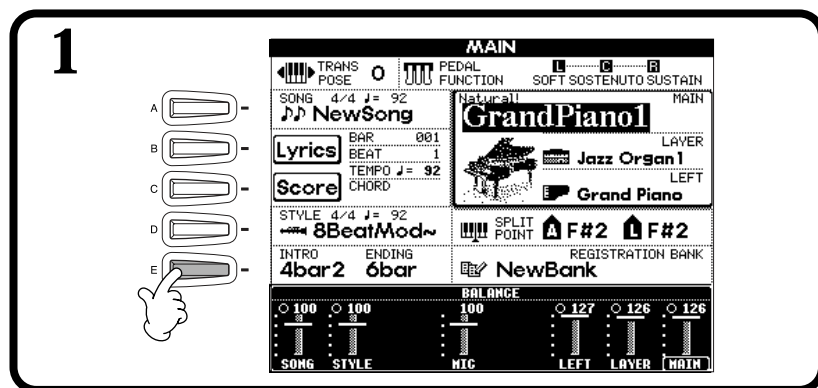 1
MAIN
TRANS POSE 0
PEDAL FUNCTION
L C R
SOFT SOSTENUTO SUSTAIN
A
B
C
D
E
SONG 4/4 ♩= 92
NewSong
Lyrics
Score
BAR 001
BEAT 1
TEMPO ♩= 92
CHORD
STYLE 4/4 ♩= 92
8BeatMod~
INTRO ENDING
4bar2 6bar
Natural! MAIN
GrandPiano1
LAYER
Jazz Organ1
LEFT
Grand Piano
SPLIT POINT A F#2 L F#2
REGISTRATION BANK
NewBank
BALANCE
100 100 100 127 126 126
SONG STYLE MIC LEFT LAYER MAIN